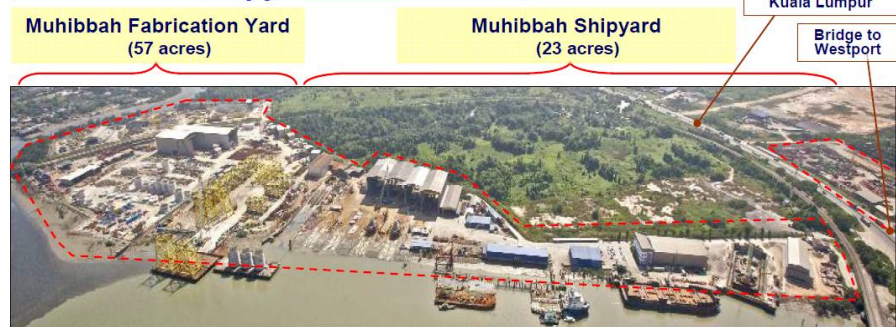 Kuala Lumpur
Muhibbah Fabrication Yard
(57 acres)
Muhibbah Shipyard
(23 acres)
Bridge to
Westport